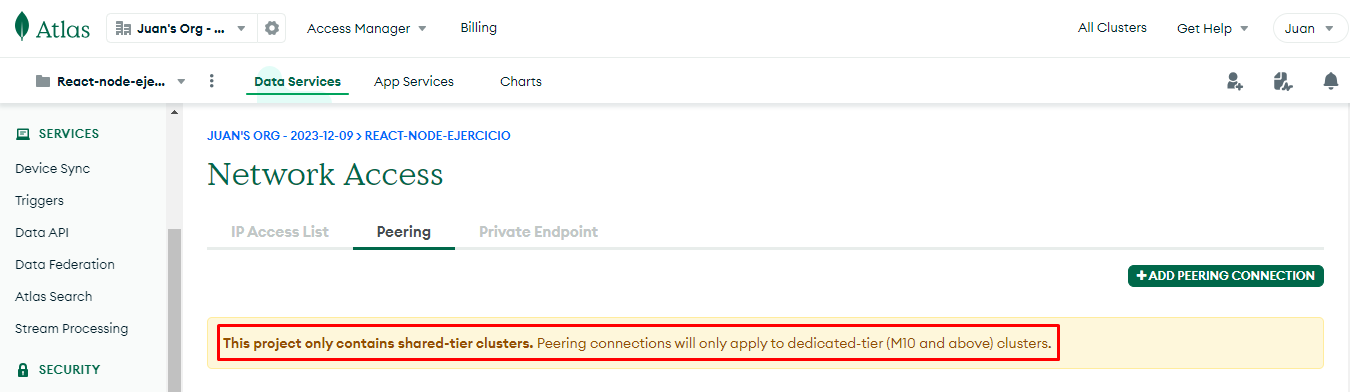 Atlas Juan's Org - ... Access Manager Billing All Clusters Get Help Juan
React-node-eje... Data Services App Services Charts
SERVICES
Device Sync
Triggers
Data API
Data Federation
Atlas Search
Stream Processing
SECURITY
JUAN'S ORG - 2023-12-09 > REACT-NODE-EJERCICIO
Network Access
IP Access List Peering Private Endpoint
+ ADD PEERING CONNECTION
This project only contains shared-tier clusters. Peering connections will only apply to dedicated-tier (M10 and above) clusters.